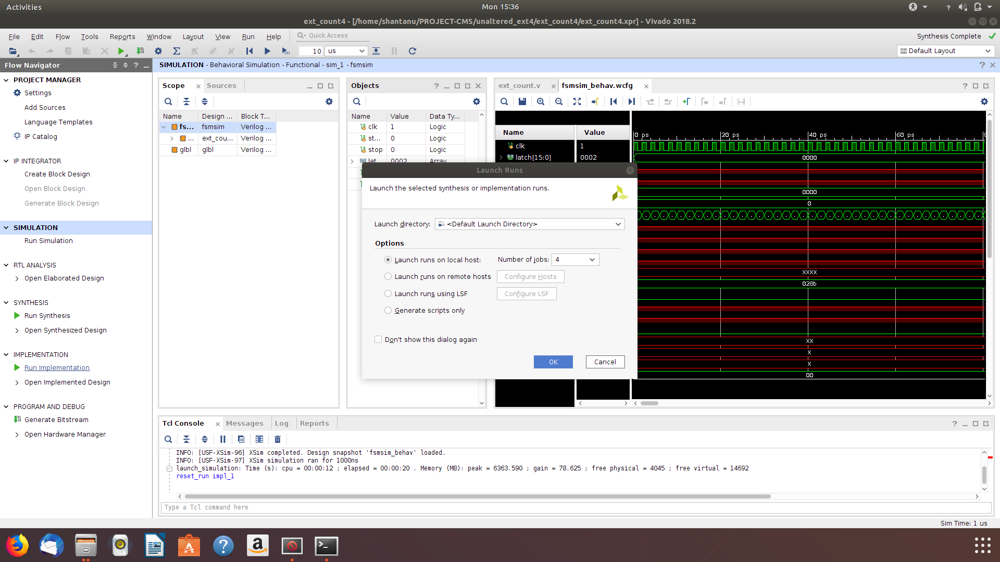 Activities
Mon 15:36
ext_count4 - [/home/shantanu/PROJECT-CMS/unaltered_ext4/ext_count4/ext_count4.xpr] - Vivado 2018.2
File Edit Flow Tools Reports Window Layout View Run Help
Quick Access
Synthesis Complete
10 us
Default Layout
Flow Navigator
PROJECT MANAGER
Settings
Add Sources
Language Templates
IP Catalog
IP INTEGRATOR
Create Block Design
Open Block Design
Generate Block Design
SIMULATION
Run Simulation
RTL ANALYSIS
Open Elaborated Design
SYNTHESIS
Run Synthesis
Open Synthesized Design
IMPLEMENTATION
Run Implementation
Open Implemented Design
PROGRAM AND DEBUG
Generate Bitstream
Open Hardware Manager
SIMULATION - Behavioral Simulation - Functional - sim_1 - fsmsim
Scope Sources
Name Design ... Block T...
fs... fsmsim Verilog ...
... ext_cou... Verilog ...
glbl glbl Verilog ...
Objects
Name Value Data Ty...
clk 1 Logic
st... 0 Logic
stop 0 Logic
lat 0002 Array
ext_count.v fsmsim_behav.wcfg
Name Value
clk 1
latch[15:0] 0002
0 ps 20 ps 40 ps 60 ps 8
0000
0000
0
XXXX
028b
XX
X
X
00
Launch Runs
Launch the selected synthesis or implementation runs.
Launch directory: <Default Launch Directory>
Options
Launch runs on local host: Number of jobs: 4
Launch runs on remote hosts Configure Hosts
Launch runs using LSF Configure LSF
Generate scripts only
Don't show this dialog again
OK Cancel
Tcl Console Messages Log Reports
INFO: [USF-XSim-96] XSim completed. Design snapshot 'fsmsim_behav' loaded.
INFO: [USF-XSim-97] XSim simulation ran for 1000ns
launch_simulation: Time (s): cpu = 00:00:12 ; elapsed = 00:00:20 . Memory (MB): peak = 6363.590 ; gain = 78.625 ; free physical = 4045 ; free virtual = 14692
reset_run impl_1
Type a Tcl command here
Sim Time: 1 us